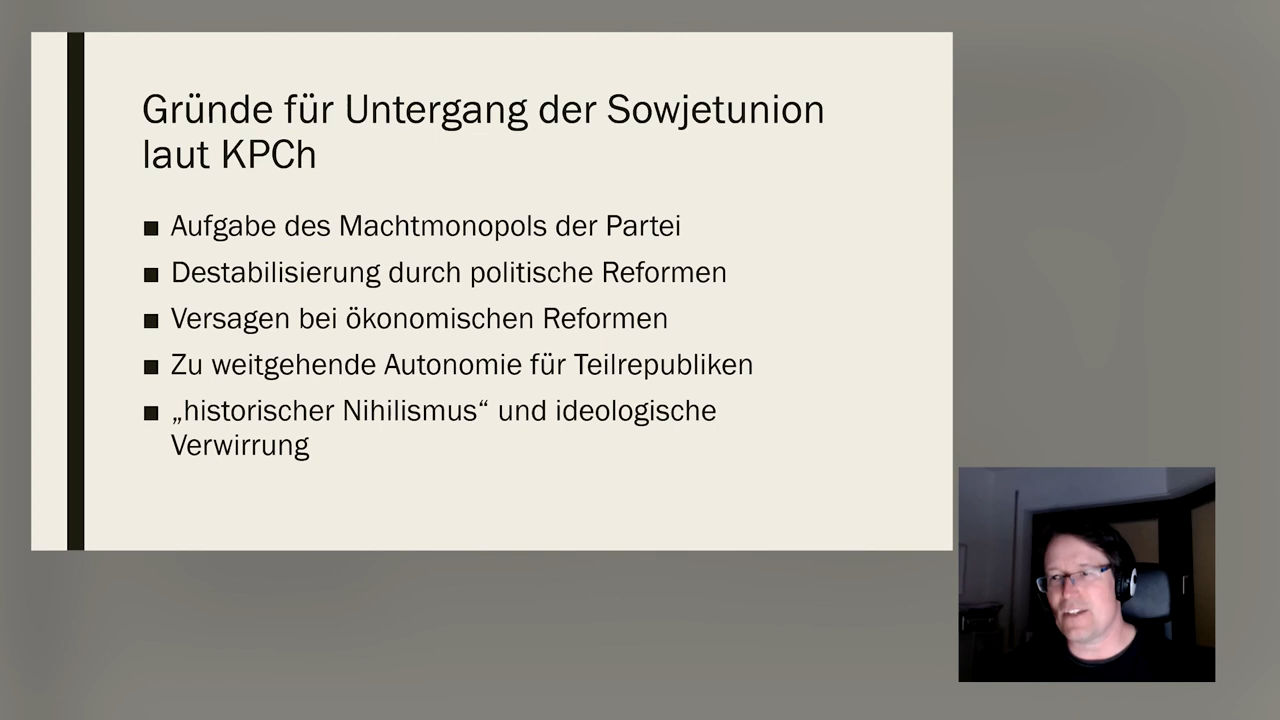 Gründe für Untergang der Sowjetunion
laut KPCh
■ Aufgabe des Machtmonopols der Partei
■ Destabilisierung durch politische Reformen
■ Versagen bei ökonomischen Reformen
■ Zu weitgehende Autonomie für Teilrepubliken
■ „historischer Nihilismus“ und ideologische
Verwirrung